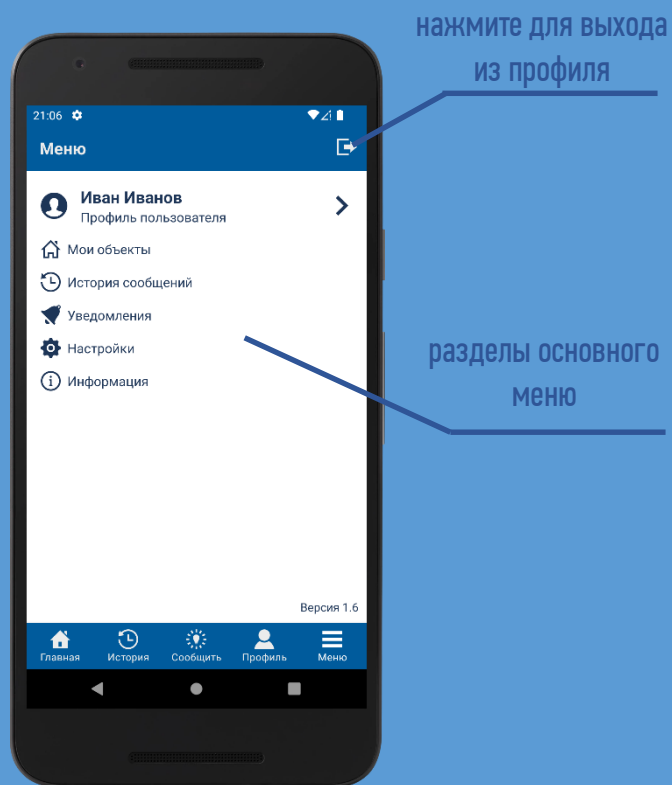 нажмите для выхода
из профиля
21:06
Меню
Иван Иванов
Профиль пользователя
Мои объекты
История сообщений
Уведомления
Настройки
Информация
разделы основного
меню
Версия 1.6
Главная История Сообщить Профиль Меню